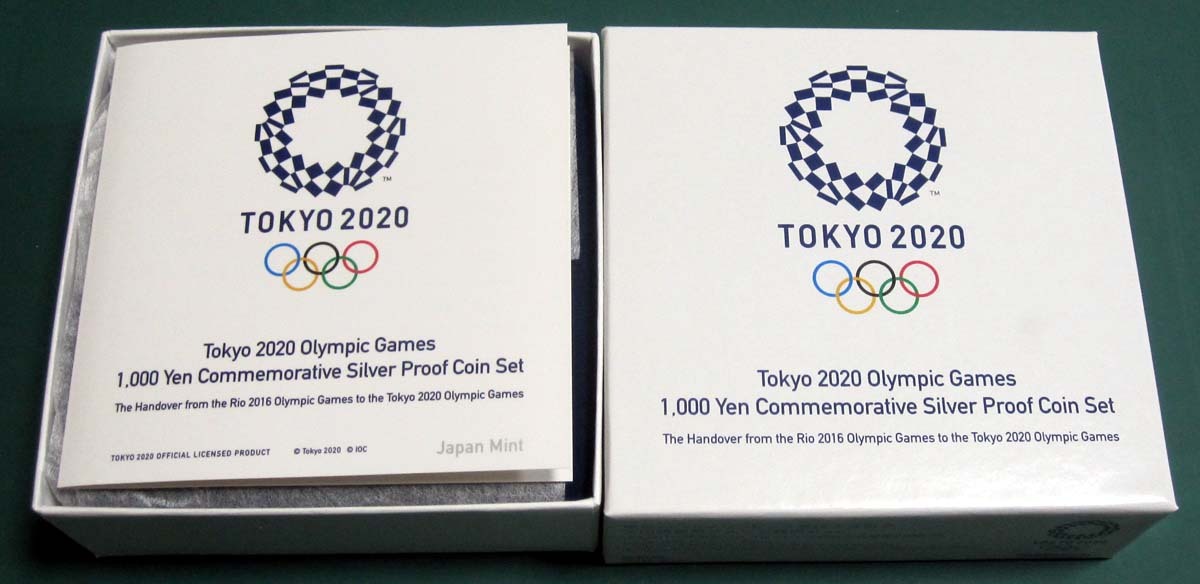 TM
TOKYO 2020
Tokyo 2020 Olympic Games
1,000 Yen Commemorative Silver Proof Coin Set
The Handover from the Rio 2016 Olympic Games to the Tokyo 2020 Olympic Games
TOKYO 2020 OFFICIAL LICENSED PRODUCT © Tokyo 2020 © IOC
Japan Mint
TM
TOKYO 2020
Tokyo 2020 Olympic Games
1,000 Yen Commemorative Silver Proof Coin Set
The Handover from the Rio 2016 Olympic Games to the Tokyo 2020 Olympic Games